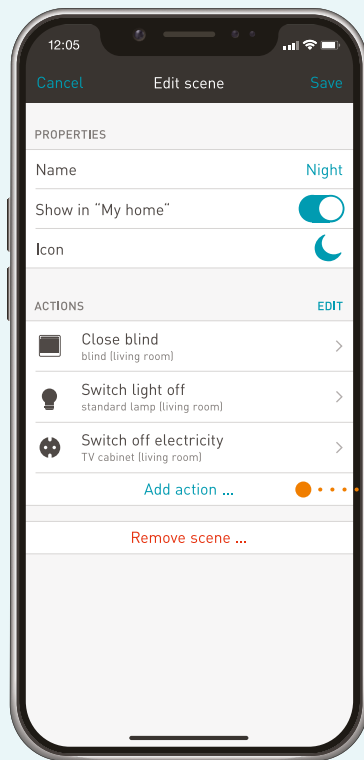 12:05
Cancel Edit scene Save
PROPERTIES
Name Night
Show in "My home"
Icon
ACTIONS EDIT
Close blind
blind (living room)
Switch light off
standard lamp (living room)
Switch off electricity
TV cabinet (living room)
Add action ...
Remove scene ...